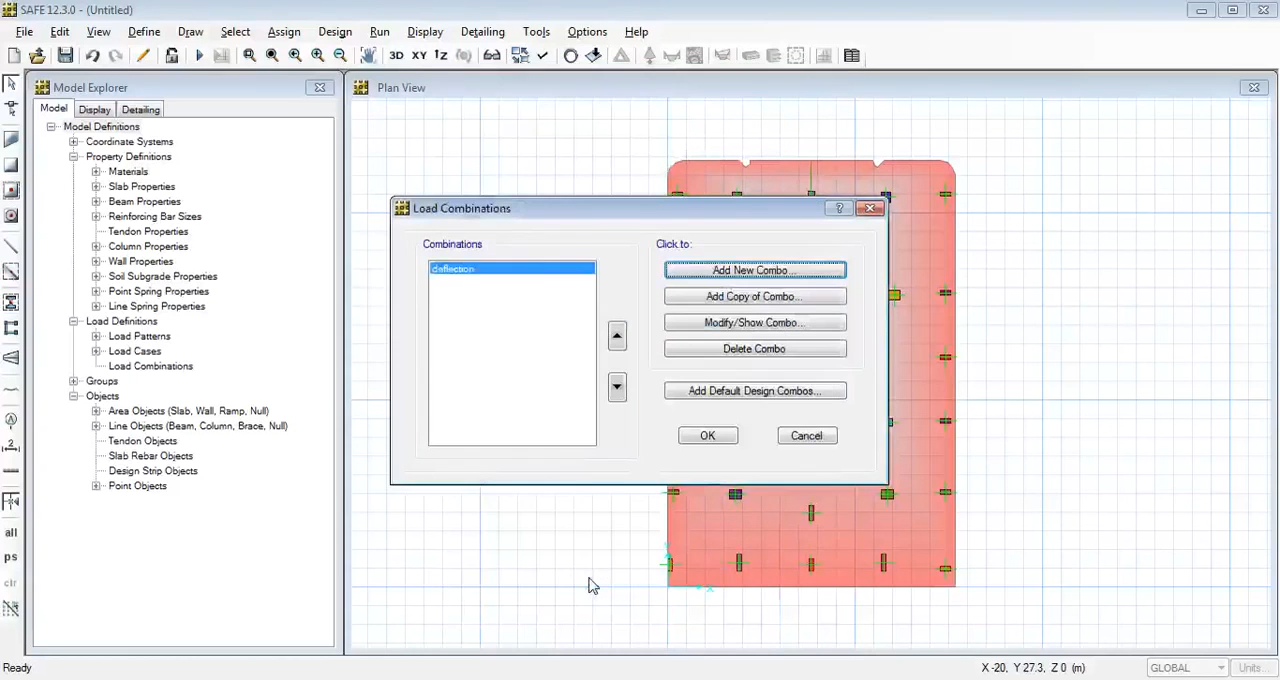 SAFE 12.3.0 - (Untitled)
File Edit View Define Draw Select Assign Design Run Display Detailing Tools Options Help
3D XY
Model Explorer
Plan View
Model Display Detailing
Model Definitions
Coordinate Systems
Property Definitions
Materials
Slab Properties
Beam Properties
Reinforcing Bar Sizes
Tendon Properties
Column Properties
Wall Properties
Soil Subgrade Properties
Point Spring Properties
Line Spring Properties
Load Definitions
Load Patterns
Load Cases
Load Combinations
Groups
Objects
Area Objects (Slab, Wall, Ramp, Null)
Line Objects (Beam, Column, Brace, Null)
Tendon Objects
Slab Rebar Objects
Design Strip Objects
Point Objects
all
ps
clr
Load Combinations
?
Combinations
deflection
Click to:
Add New Combo...
Add Copy of Combo...
Modify/Show Combo...
Delete Combo
Add Default Design Combos...
OK
Cancel
X
Ready
X -20, Y 27.3, Z 0 (m)
GLOBAL
Units...